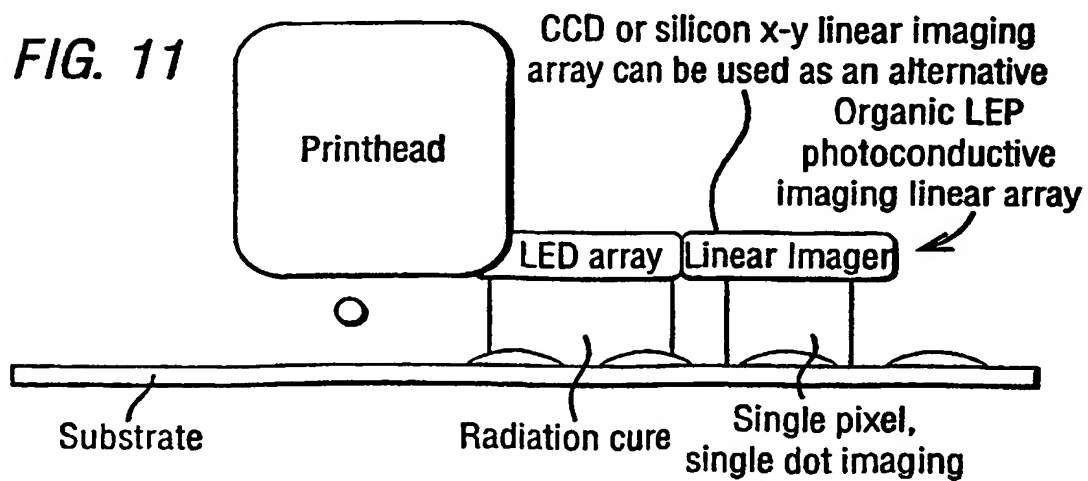 FIG. 11
CCD or silicon x-y linear imaging
array can be used as an alternative
Organic LEP
photoconductive
imaging linear array
Printhead
LED array
Linear Imager
Substrate
Radiation cure
Single pixel,
single dot imaging